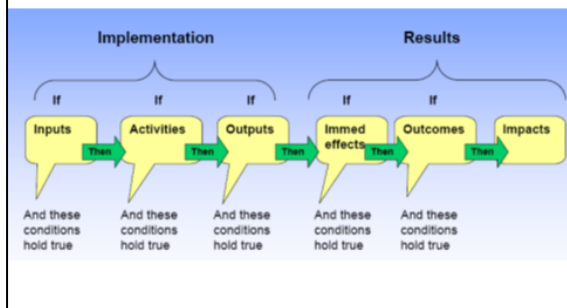 Implementation Results
If If If If If
Inputs Activities Outputs Immed Outcomes Impacts
effects
Then Then Then Then Then
And these And these And these And these And these
conditions conditions conditions conditions conditions
hold true hold true hold true hold true hold true